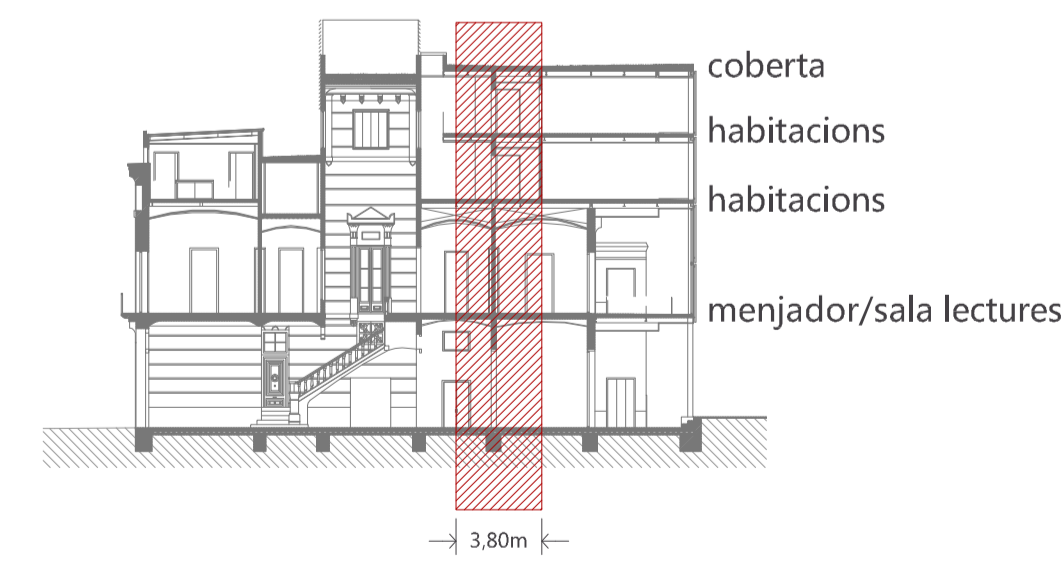 coberta
habitacions
habitacions
menjador/sala lectures
3,80m